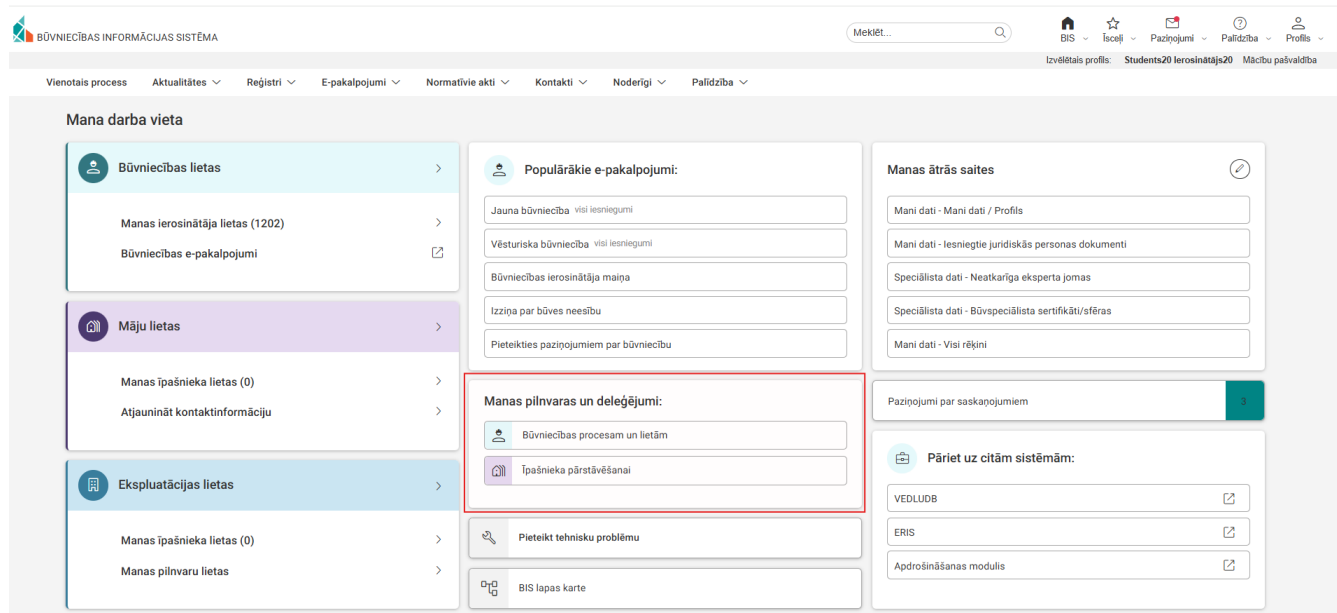 BŪVNIECĪBAS INFORMĀCIJAS SISTĒMA
Meklēt...
BIS
Īsceļi
Paziņojumi
Palīdzība
Profils
Izvēlētais profils: Students20 Ierosinātājs20 Mācību pašvaldība
Vienotais process Aktualitātes Reģistri E-pakalpojumi Normatīvie akti Kontakti Noderīgi Palīdzība
Mana darba vieta
Būvniecības lietas
Manas ierosinātāja lietas (1202)
Būvniecības e-pakalpojumi
Māju lietas
Manas īpašnieka lietas (0)
Atjaunināt kontaktinformāciju
Ekspluatācijas lietas
Manas īpašnieka lietas (0)
Manas pilnvaru lietas
Populārākie e-pakalpojumi:
Jauna būvniecība visi iesniegumi
Vēsturiska būvniecība visi iesniegumi
Būvniecības ierosinātāja maiņa
Izziņa par būves neesību
Pieteikties paziņojumiem par būvniecību
Manas pilnvaras un deleģējumi:
Būvniecības procesam un lietām
Īpašnieka pārstāvēšanai
Pieteikt tehnisku problēmu
BIS lapas karte
Manas ātrās saites
Mani dati - Mani dati / Profils
Mani dati - Iesniegtie juridiskās personas dokumenti
Speciālista dati - Neatkarīga eksperta jomas
Speciālista dati - Būvspeciālista sertifikāti/sfēras
Mani dati - Visi rēķini
Paziņojumi par saskaņojumiem 3
Pāriet uz citām sistēmām:
VEDLUDB
ERIS
Apdrošināšanas modulis